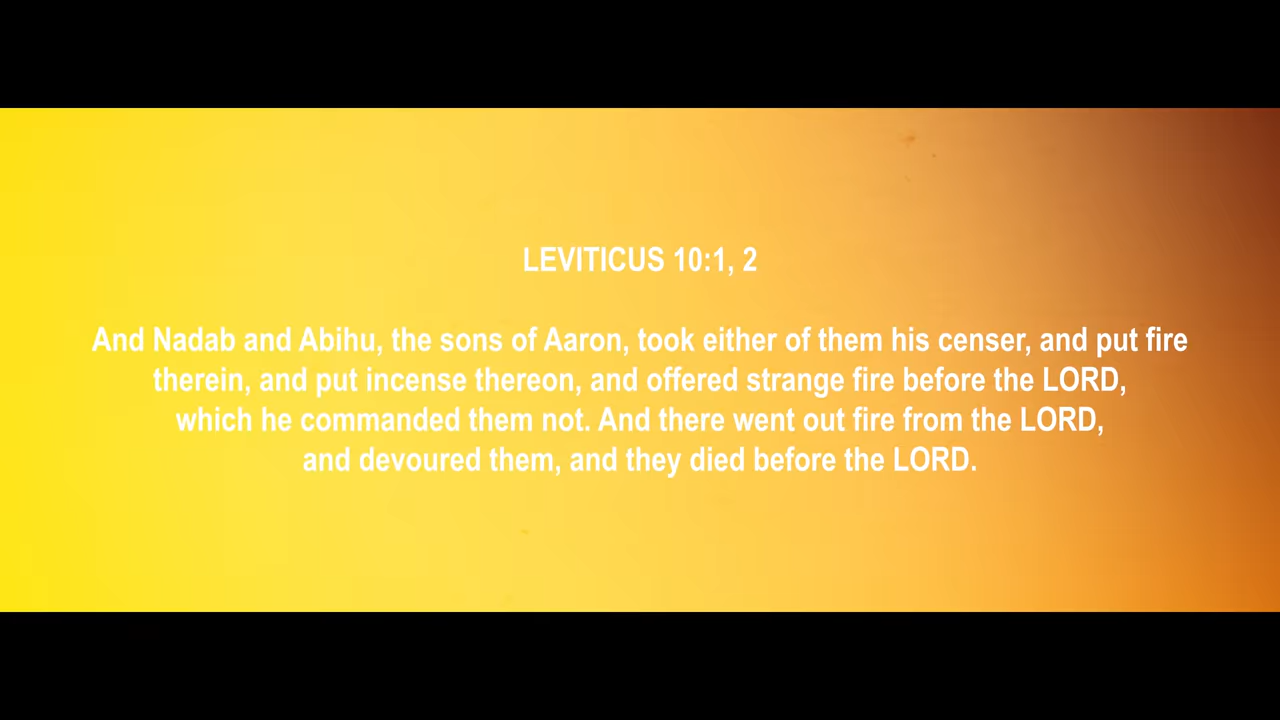 LEVITICUS 10:1, 2
And Nadab and Abihu, the sons of Aaron, took either of them his censer, and put fire
therein, and put incense thereon, and offered strange fire before the LORD,
which he commanded them not. And there went out fire from the LORD,
and devoured them, and they died before the LORD.